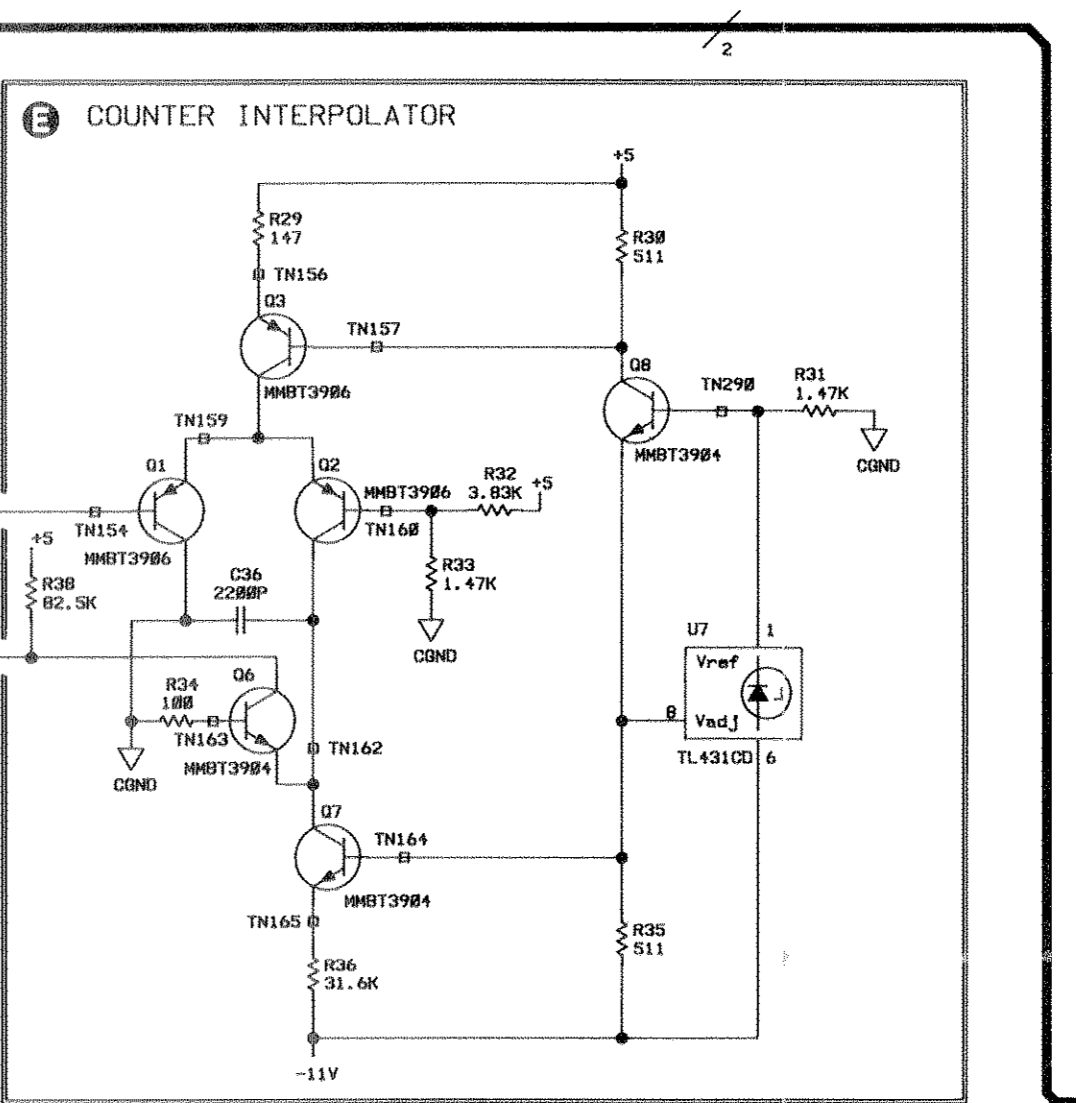 2
E COUNTER INTERPOLATOR
+5
R29
147
R30
511
TN156
Q3
TN157
MMBT3906
Q8
TN290
R31
1.47K
MMBT3904
CGND
TN159
Q1
Q2
MMBT3906
R32
3.83K
+5
TN154
TN160
MMBT3906
+5
R38
82.5K
C36
2200P
R33
1.47K
CGND
U7
1
Vref
8
Vadj
TL431CD
6
R34
100
Q6
TN163
MMBT3904
CGND
TN162
Q7
TN164
MMBT3904
TN165
R36
31.6K
R35
511
-11V